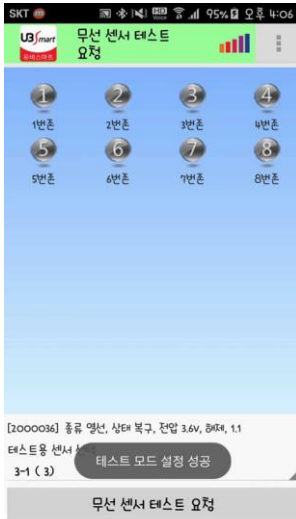 SKT 95% 오후 4:06
UBSmart
유비스마트
무선 센서 테스트
요청
1 2 3 4
1번존 2번존 3번존 4번존
5 6 7 8
5번존 6번존 7번존 8번존
[2000036] 종류 열선, 상태 복구, 전압 3.6v, 해제, 1.1
테스트용 센서
테스트 모드 설정 성공
3-1 ( 3)
무선 센서 테스트 요청